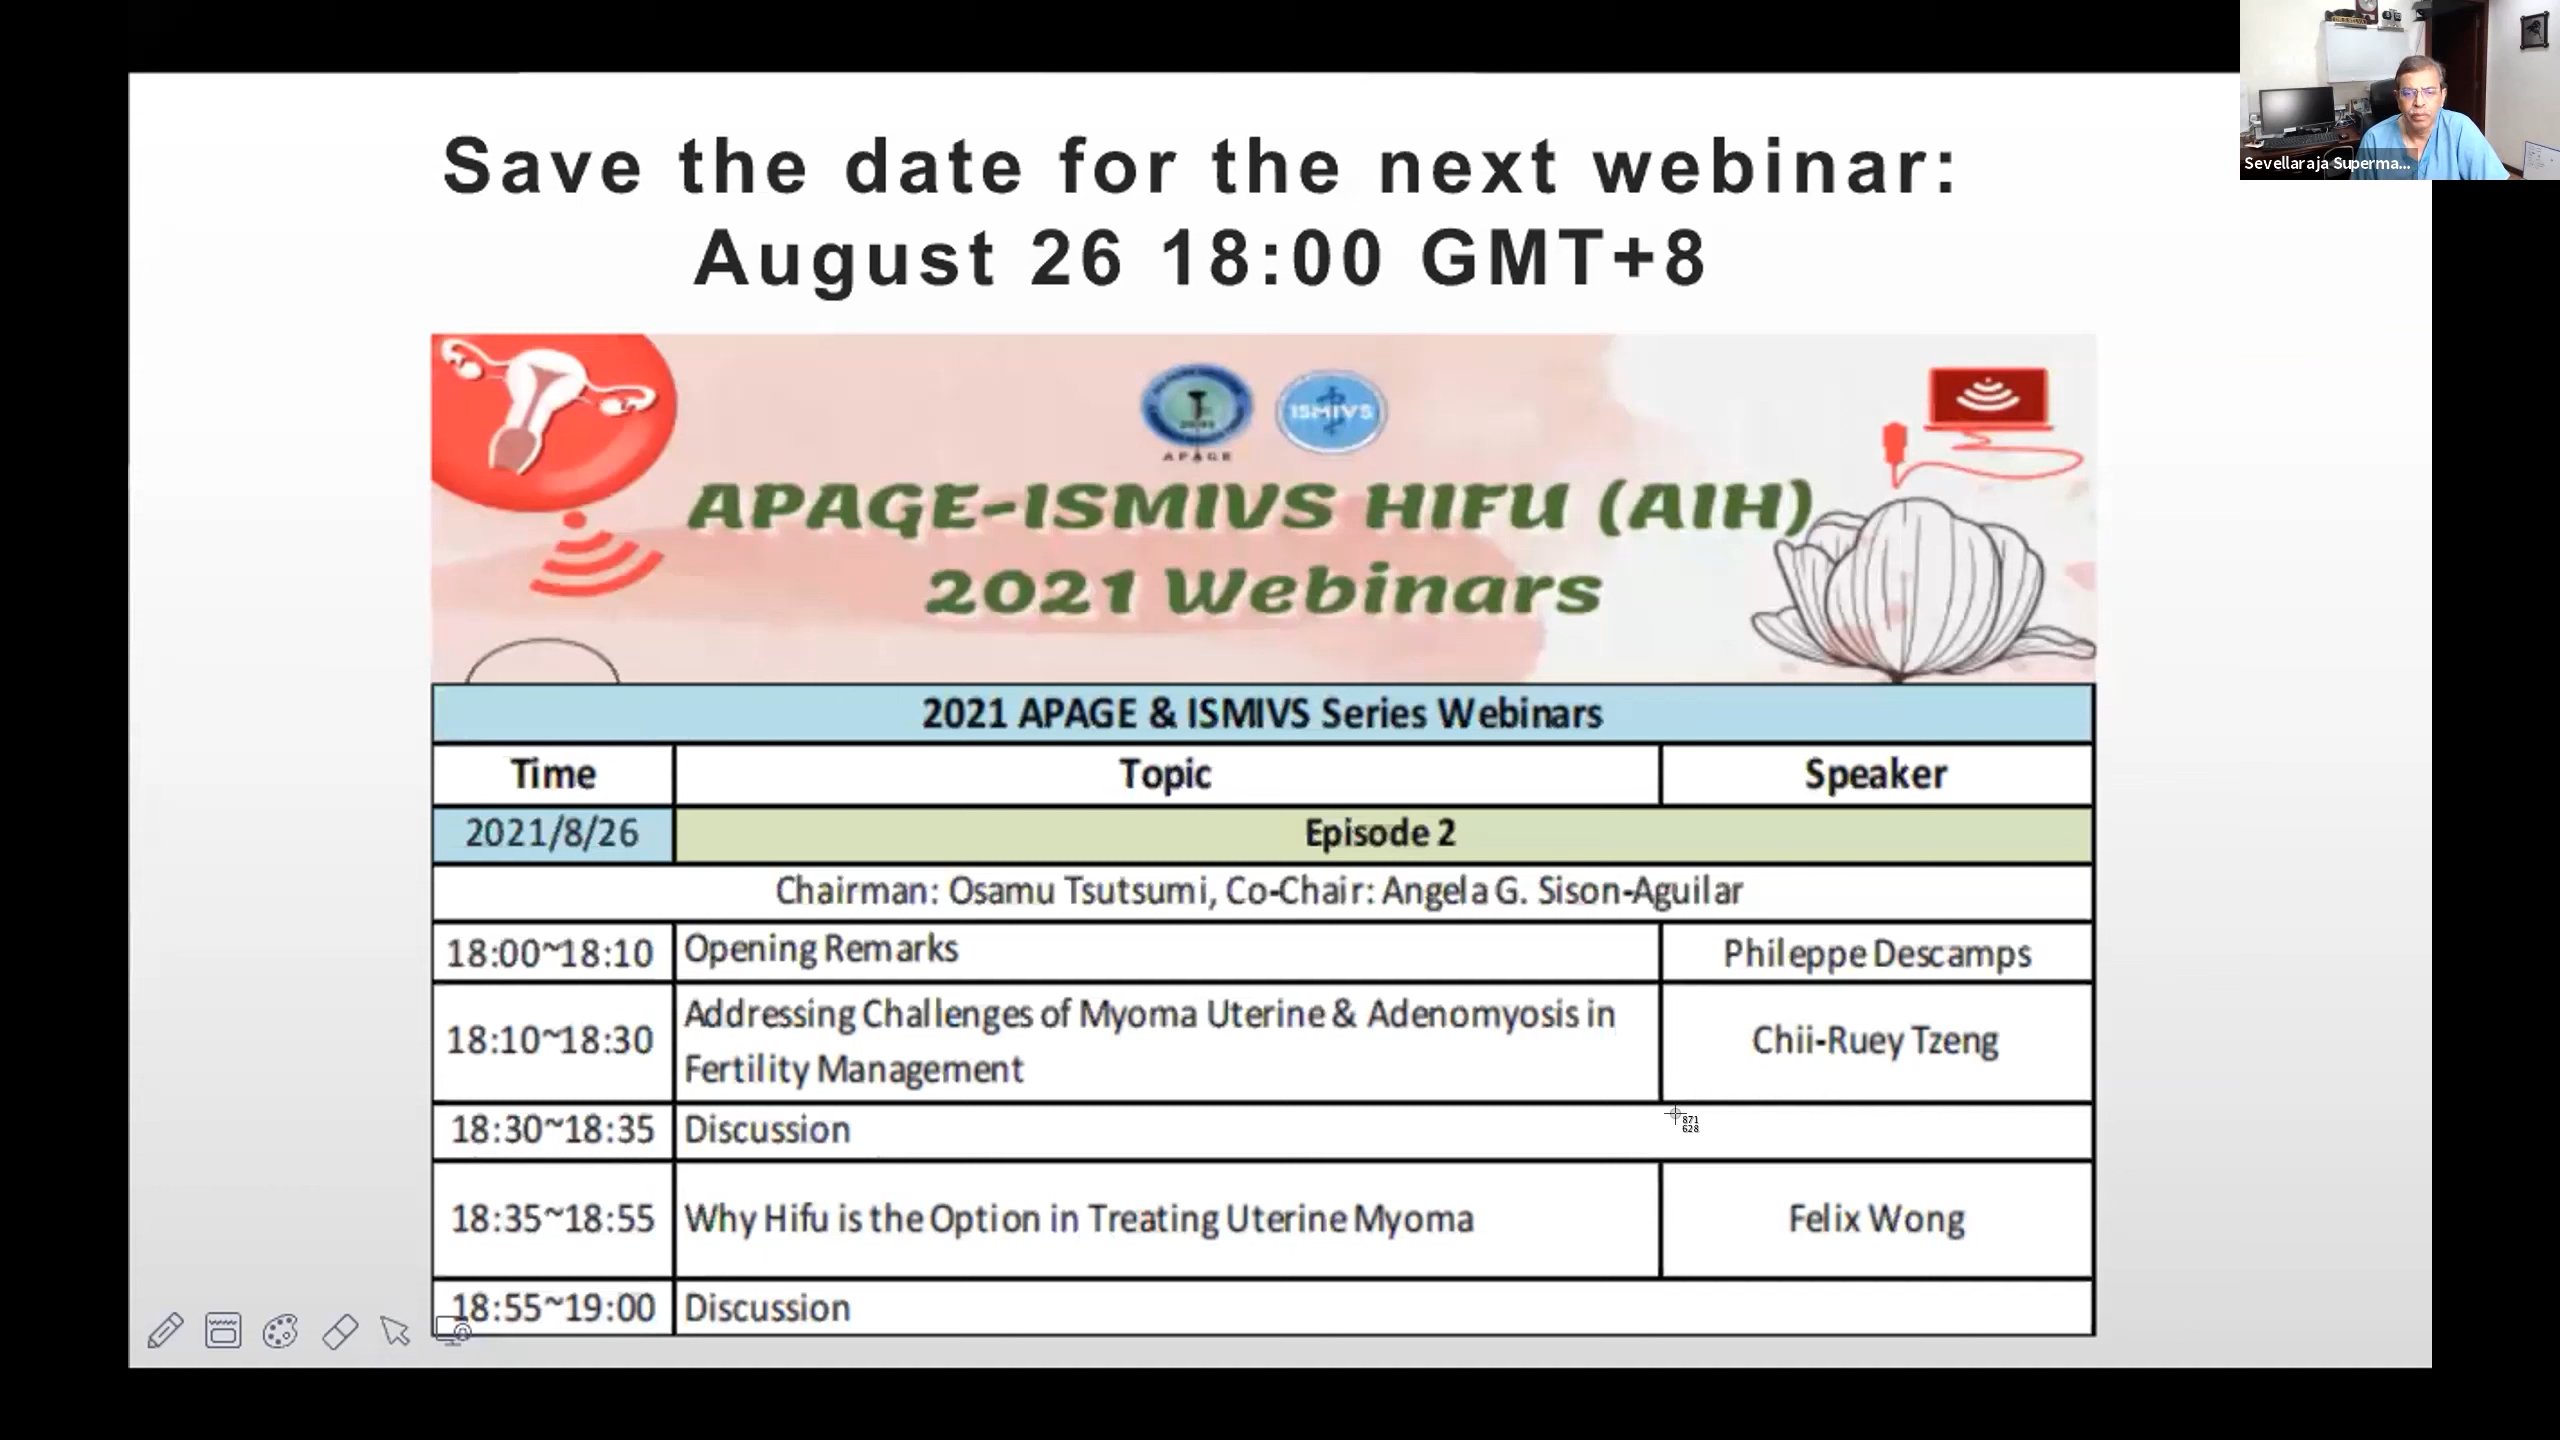 Save the date for the next webinar:
August 26 18:00 GMT+8
Sevellaraja Superma...
ISMIVS
APAGE
APAGE-ISMIVS HIFU (AIH)
2021 Webinars
2021 APAGE & ISMIVS Series Webinars
Time Topic Speaker
2021/8/26 Episode 2
Chairman: Osamu Tsutsumi, Co-Chair: Angela G. Sison-Aguilar
18:00~18:10 Opening Remarks Phileppe Descamps
18:10~18:30 Addressing Challenges of Myoma Uterine & Adenomyosis in
Fertility Management Chii-Ruey Tzeng
18:30~18:35 Discussion
871
628
18:35~18:55 Why Hifu is the Option in Treating Uterine Myoma Felix Wong
18:55~19:00 Discussion